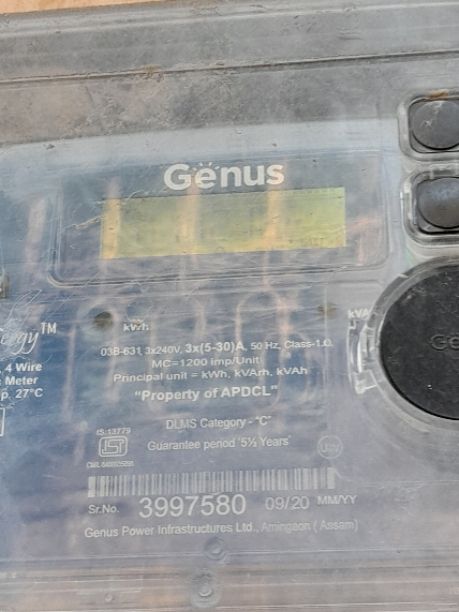 Genus
kWh
kVA
03B-631, 3x240V, 3x(5-30)A, 50 Hz, Class-1.0.
MC=1200 imp/Unit
Principal unit = kWh, kVArh, kVAh
"Property of APDCL"
ergy™
4 Wire
Meter
p. 27°C
DLMS Category - "C"
IS:13779
Guarantee period '5½ Years'
Sr.No. 3997580 09/20 MM/YY
Genus Power Infrastructures Ltd., Amingaon (Assam)